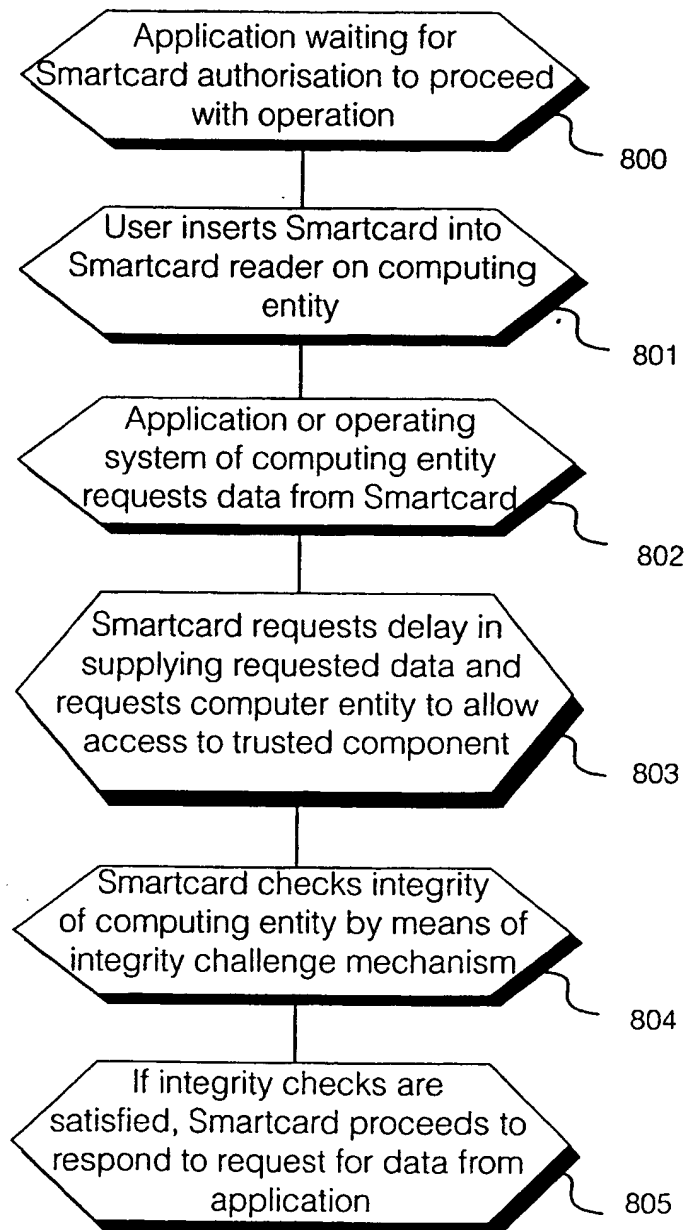 Application waiting for
Smartcard authorisation to proceed
with operation
800
User inserts Smartcard into
Smartcard reader on computing
entity
801
Application or operating
system of computing entity
requests data from Smartcard
802
Smartcard requests delay in
supplying requested data and
requests computer entity to allow
access to trusted component
803
Smartcard checks integrity
of computing entity by means of
integrity challenge mechanism
804
If integrity checks are
satisfied, Smartcard proceeds to
respond to request for data from
application
805